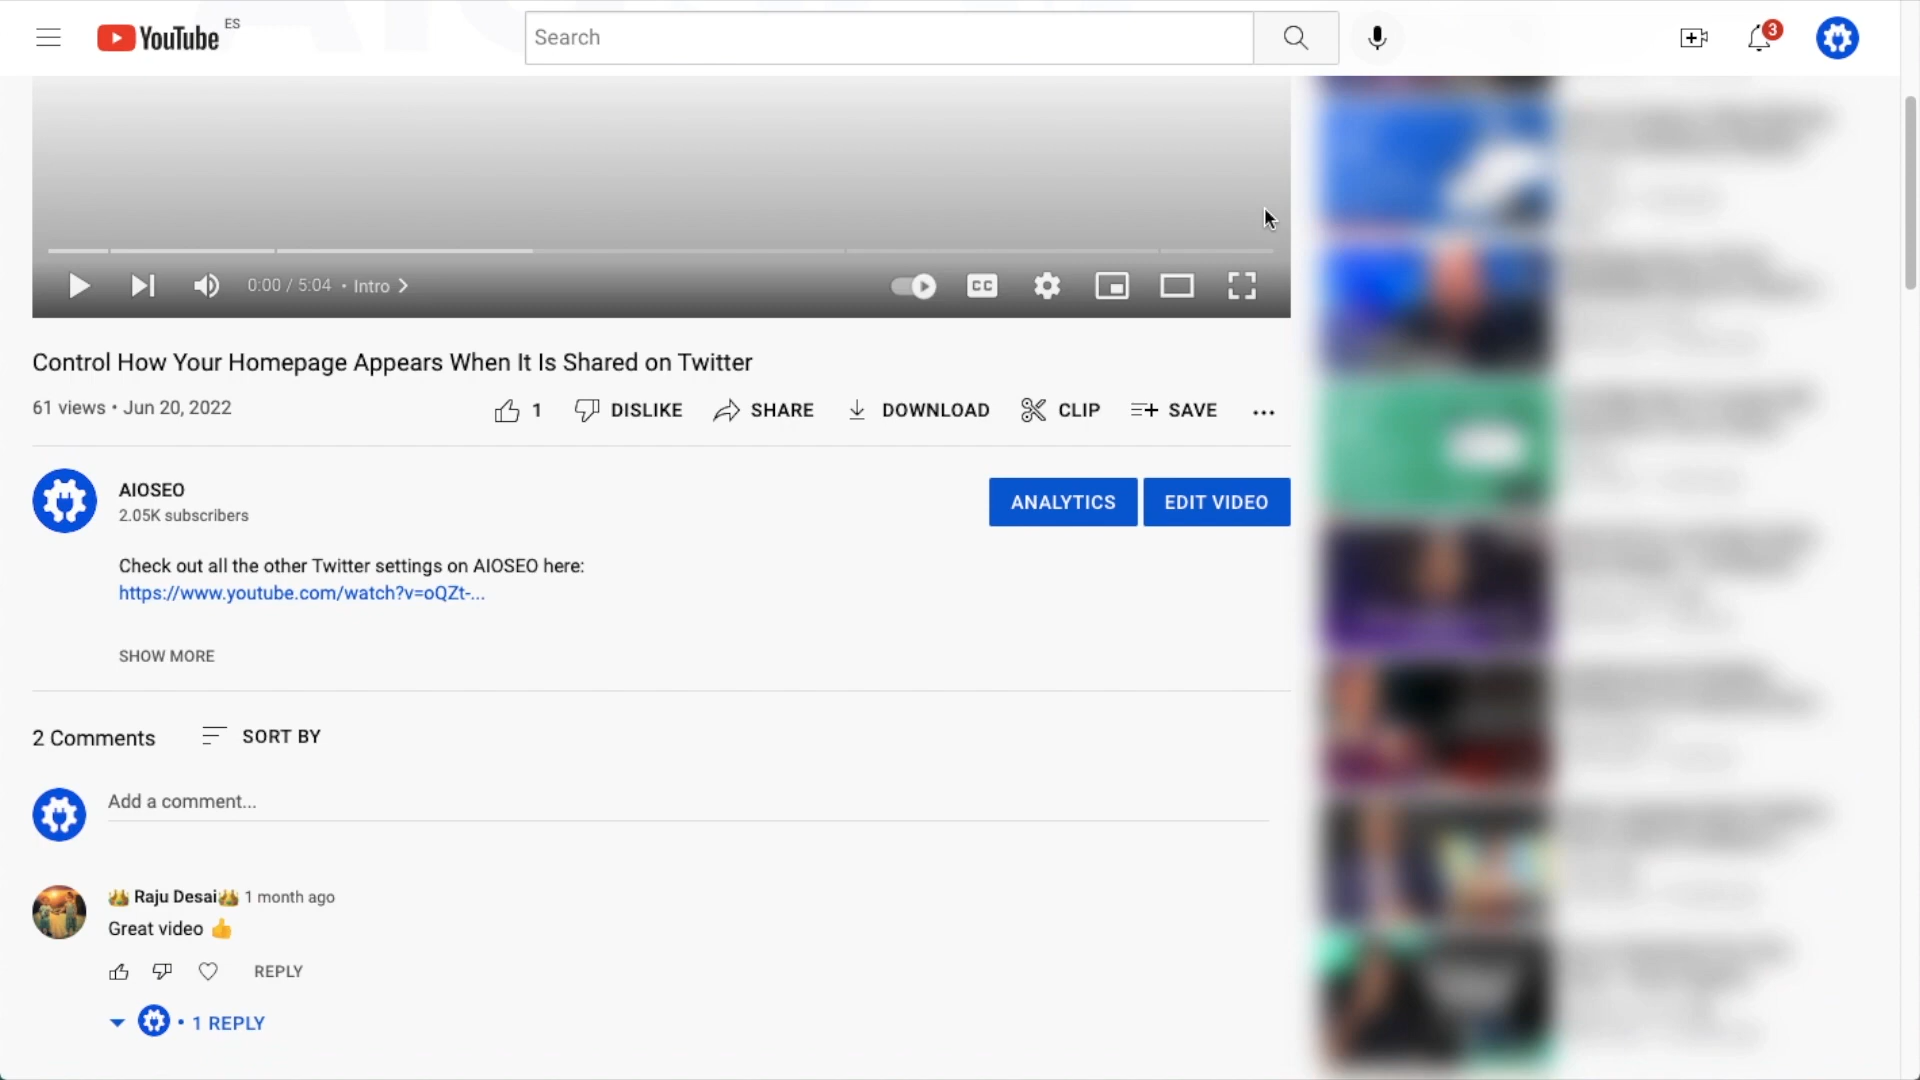 YouTube ES
Search
3
0:00 / 5:04 • Intro
CC
Control How Your Homepage Appears When It Is Shared on Twitter
61 views • Jun 20, 2022
1 DISLIKE SHARE DOWNLOAD CLIP SAVE
AIOSEO
2.05K subscribers
ANALYTICS EDIT VIDEO
Check out all the other Twitter settings on AIOSEO here:
https://www.youtube.com/watch?v=oQZt-...
SHOW MORE
2 Comments SORT BY
Add a comment...
👑 Raju Desai👑 1 month ago
Great video 👍
REPLY
• 1 REPLY